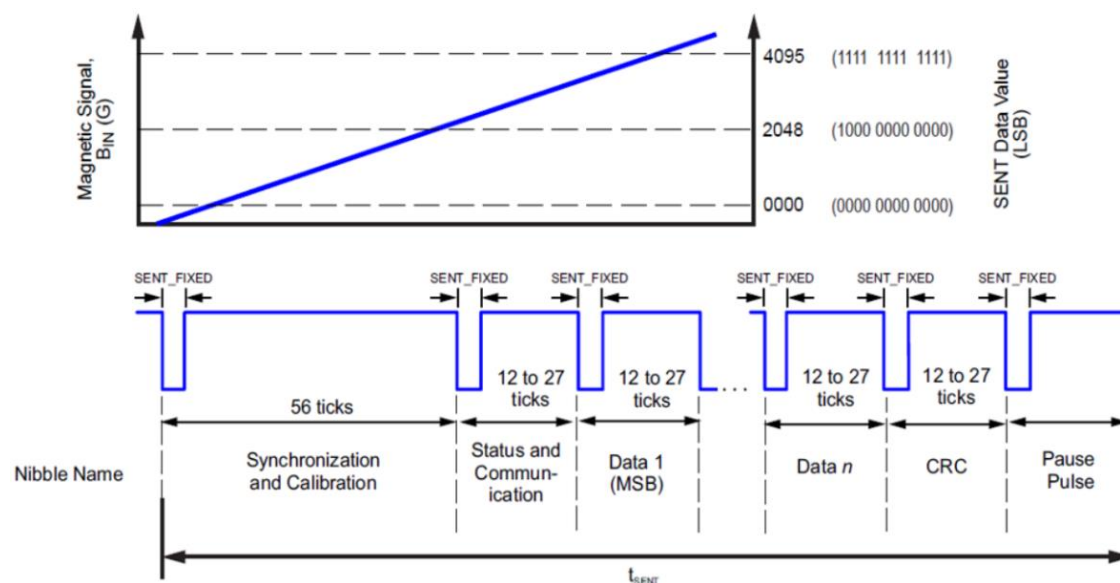 Magnetic Signal,
B_IN (G)
4095 (1111 1111 1111)
2048 (1000 0000 0000)
0000 (0000 0000 0000)
SENT Data Value
(LSB)
SENT_FIXED SENT_FIXED SENT_FIXED SENT_FIXED SENT_FIXED SENT_FIXED
56 ticks
12 to 27
ticks
12 to 27
ticks
12 to 27
ticks
12 to 27
ticks
Nibble Name
Synchronization
and Calibration
Status and
Commun-
ication
Data 1
(MSB)
Data n
CRC
Pause
Pulse
t_SENT